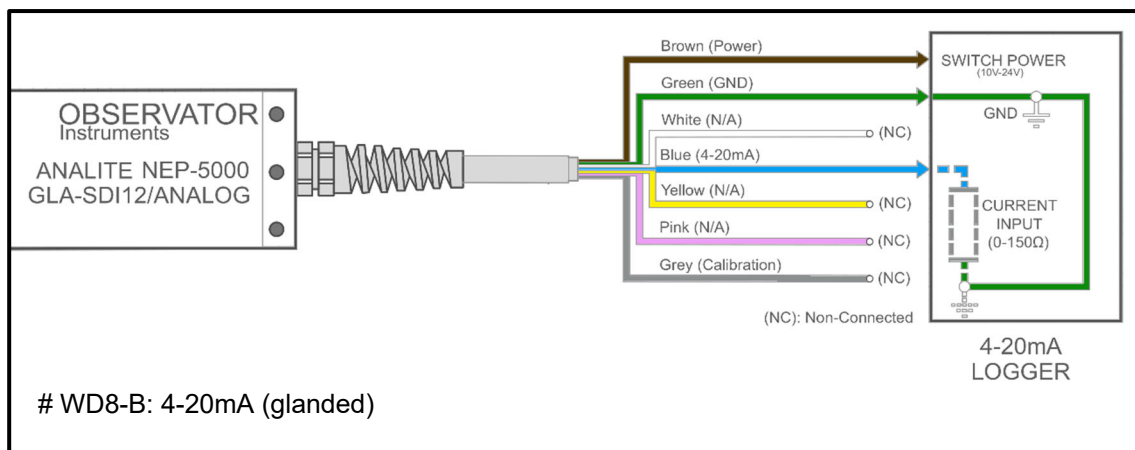 OBSERVATOR
Instruments
ANALITE NEP-5000
GLA-SDI12/ANALOG
Brown (Power)
Green (GND)
White (N/A)
(NC)
Blue (4-20mA)
Yellow (N/A)
(NC)
Pink (N/A)
(NC)
Grey (Calibration)
(NC)
(NC): Non-Connected
SWITCH POWER
(10V-24V)
GND
CURRENT
INPUT
(0-150Ω)
4-20mA
LOGGER
# WD8-B: 4-20mA (glanded)